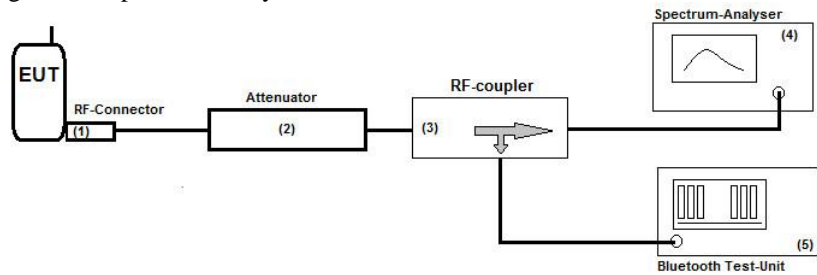 Spectrum-Analyser
(4)
EUT
RF-Connector
(1)
Attenuator
(2)
RF-coupler
(3)
(5)
Bluetooth Test-Unit